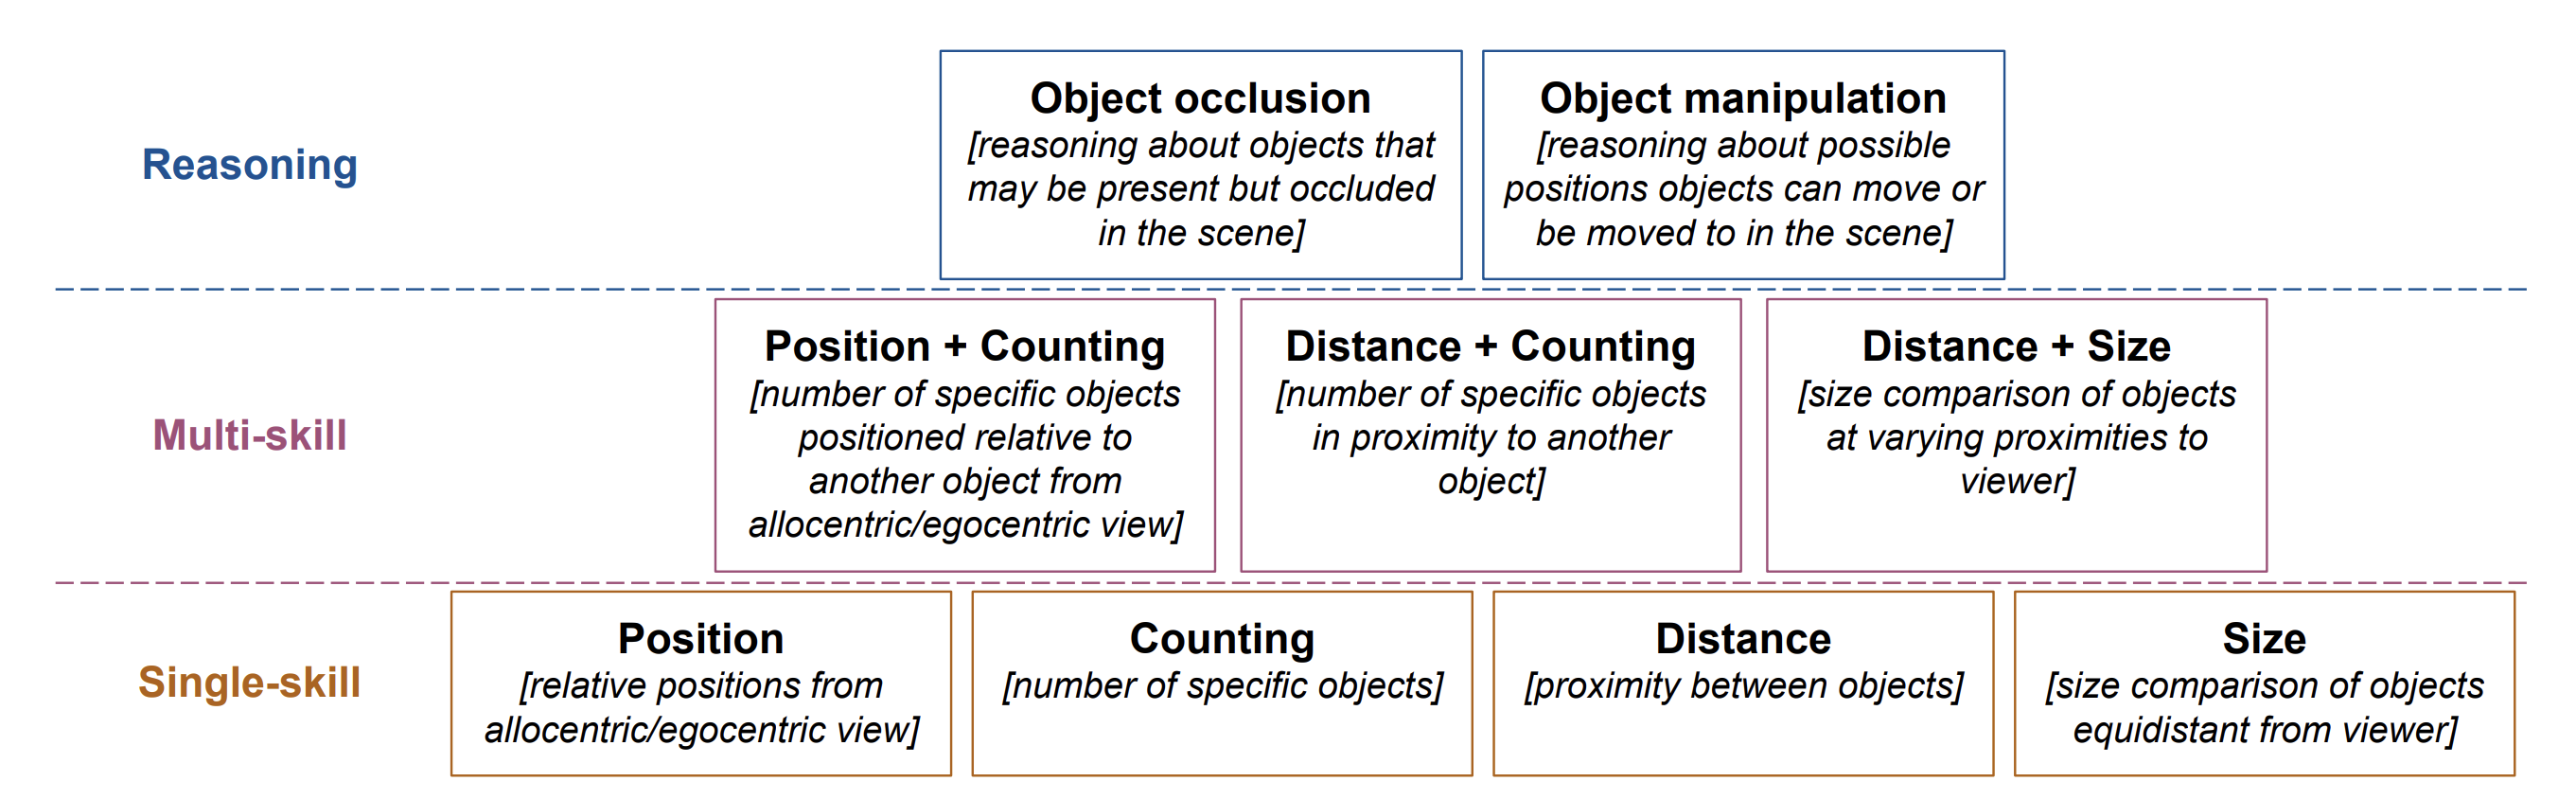 Reasoning
Object occlusion
[reasoning about objects that
may be present but occluded
in the scene]
Object manipulation
[reasoning about possible
positions objects can move or
be moved to in the scene]
Multi-skill
Position + Counting
[number of specific objects
positioned relative to
another object from
allocentric/egocentric view]
Distance + Counting
[number of specific objects
in proximity to another
object]
Distance + Size
[size comparison of objects
at varying proximities to
viewer]
Single-skill
Position
[relative positions from
allocentric/egocentric view]
Counting
[number of specific objects]
Distance
[proximity between objects]
Size
[size comparison of objects
equidistant from viewer]